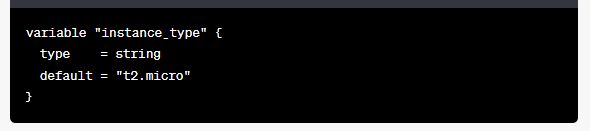 variable "instance_type" {
  type    = string
  default = "t2.micro"
}